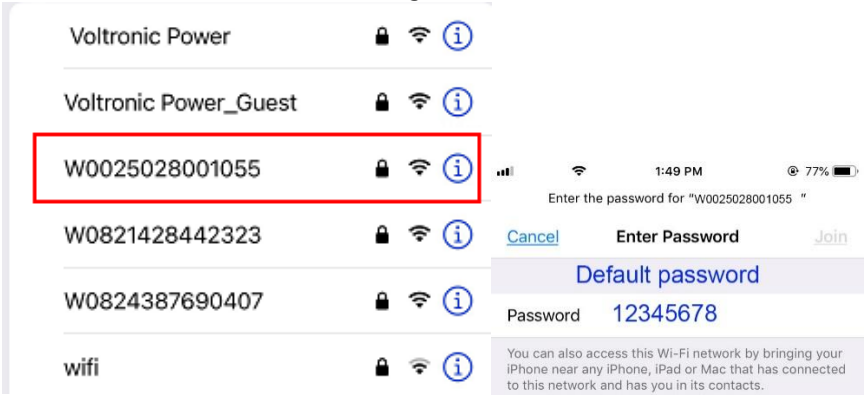 Voltronic Power
Voltronic Power_Guest
W0025028001055
W0821428442323
W0824387690407
wifi
1:49 PM
77%
Enter the password for “W0025028001055 ”
Cancel Enter Password Join
Default password
Password 12345678
You can also access this Wi-Fi network by bringing your
iPhone near any iPhone, iPad or Mac that has connected
to this network and has you in its contacts.